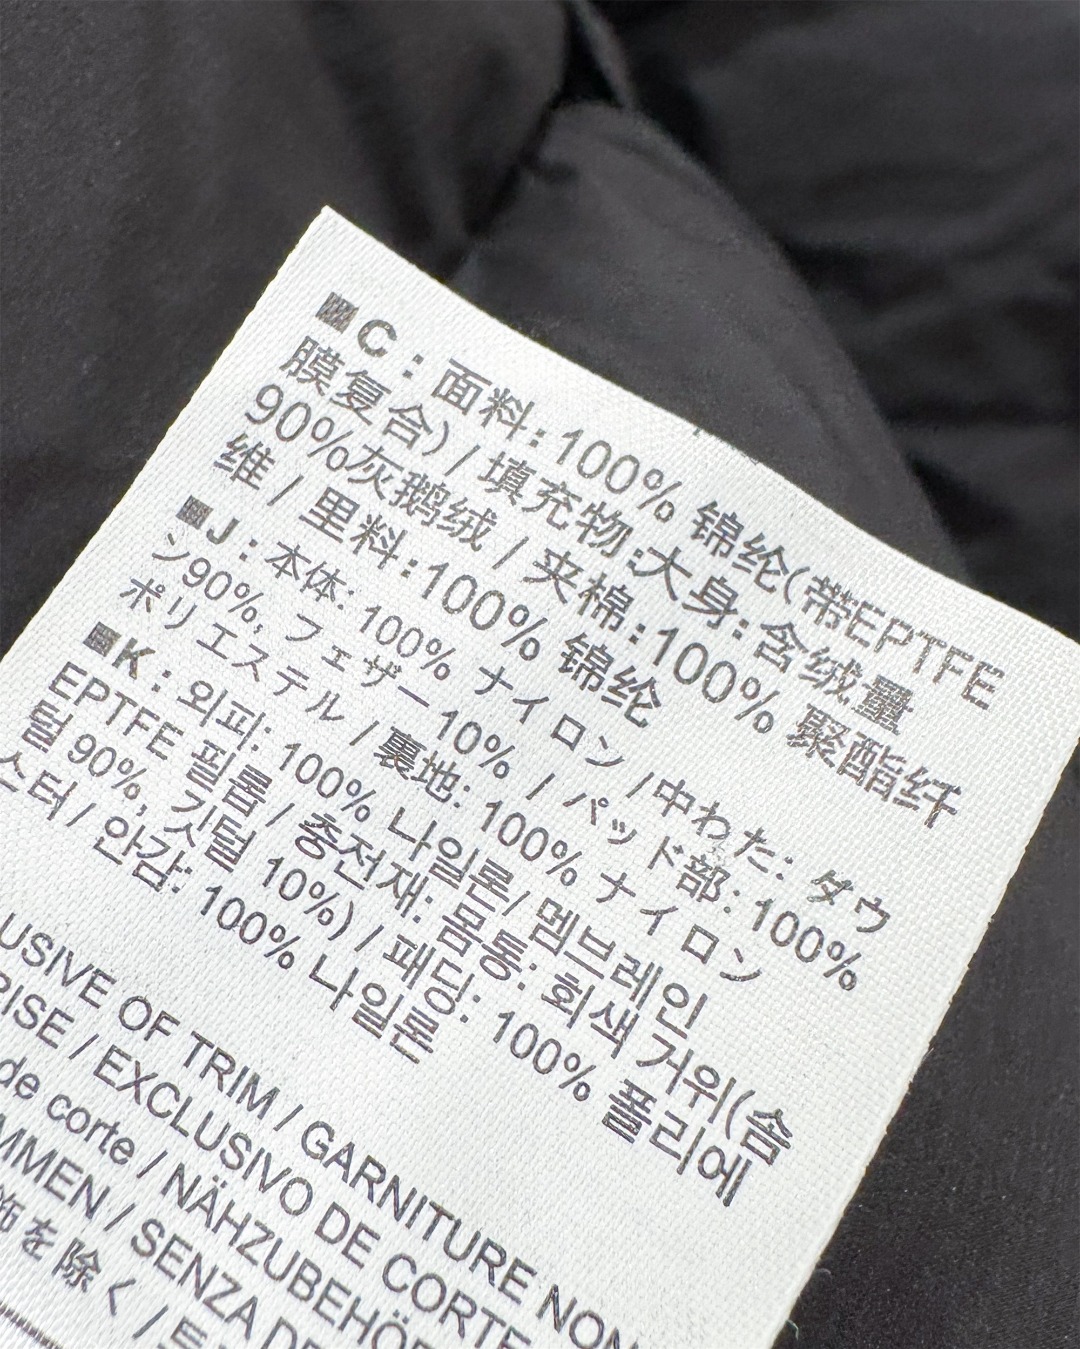 ■C : 面料: 100% 锦纶(带EPTFE
膜复合) / 填充物:大身:含绒量
90%灰鹅绒 / 夹棉:100% 聚酯纤
维 / 里料:100% 锦纶
■J : 本体: 100% ナイロン / 中わた: ダウ
ン90%, フェザー10% / パッド部: 100%
ポリエステル / 裏地: 100% ナイロン
■K : 외피: 100% 나일론/ 멤브레인
EPTFE 필롬 / 충전재: 몸통: 회색 거위(솜
털 90%, 깃털 10%) / 패딩: 100% 폴리에
스터 / 안감: 100% 나일론
USIVE OF TRIM / GARNITURE NON
RISE / EXCLUSIVO DE CORTE
de corte / NÄHZUBEHÖ
MMEN / SENZA DE
飾を除く /